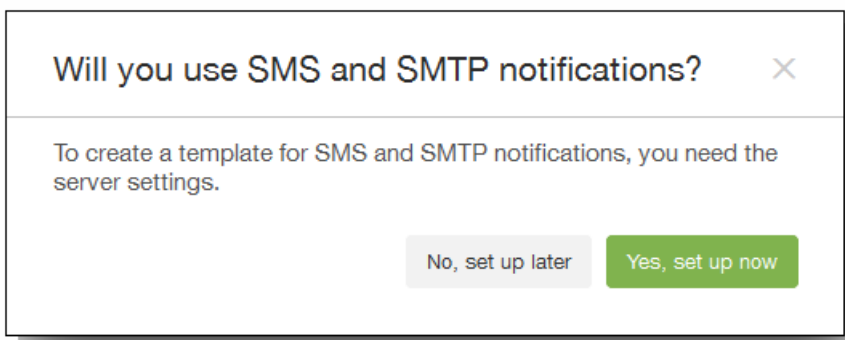 Will you use SMS and SMTP notifications?
To create a template for SMS and SMTP notifications, you need the
server settings.
No, set up later
Yes, set up now